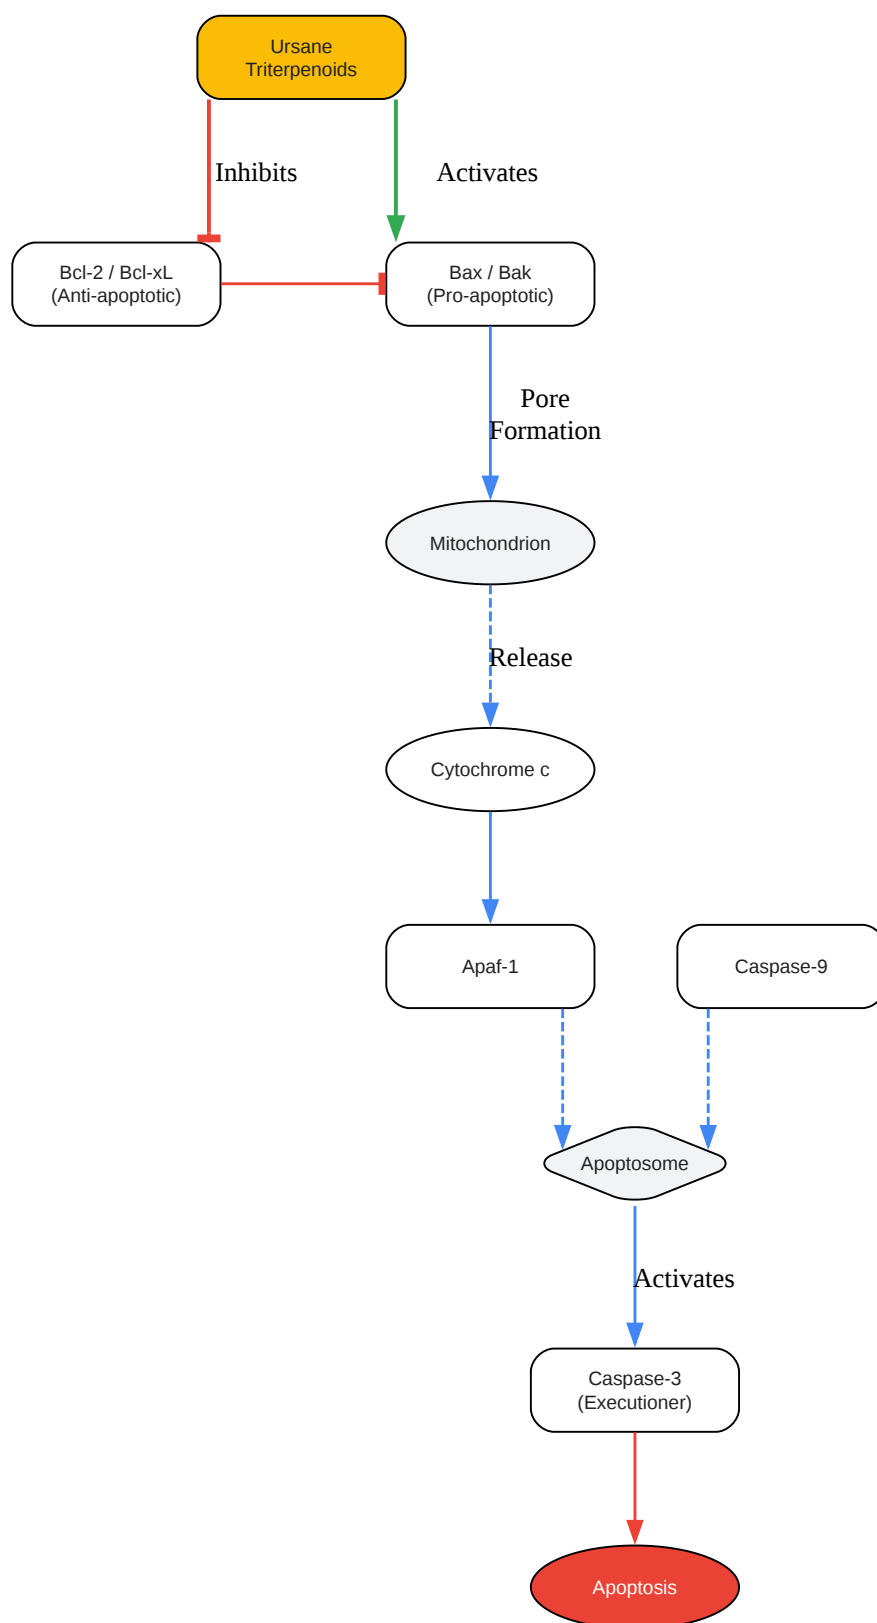 Ursane
Triterpenoids
Inhibits
Activates
Bcl-2 / Bcl-xL
(Anti-apoptotic)
Bax / Bak
(Pro-apoptotic)
Pore
Formation
Mitochondrion
Release
Cytochrome c
Apaf-1
Caspase-9
Apoptosome
Activates
Caspase-3
(Executioner)
Apoptosis